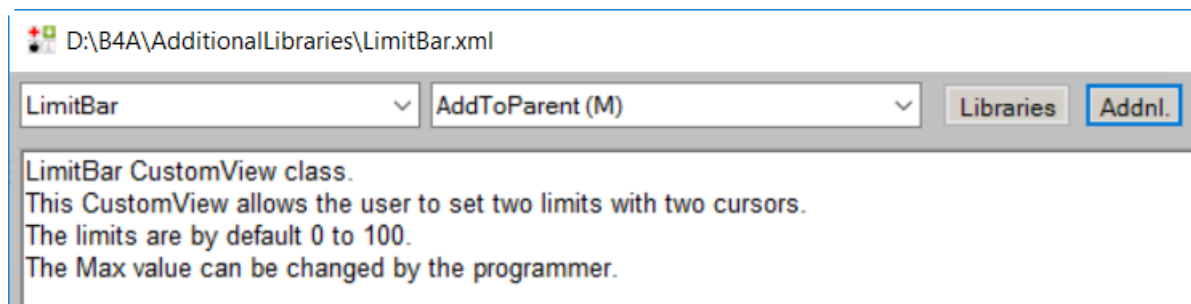 D:\B4A\AdditionalLibraries\LimitBar.xml
LimitBar AddToParent (M) Libraries Addnl.
LimitBar CustomView class.
This CustomView allows the user to set two limits with two cursors.
The limits are by default 0 to 100.
The Max value can be changed by the programmer.